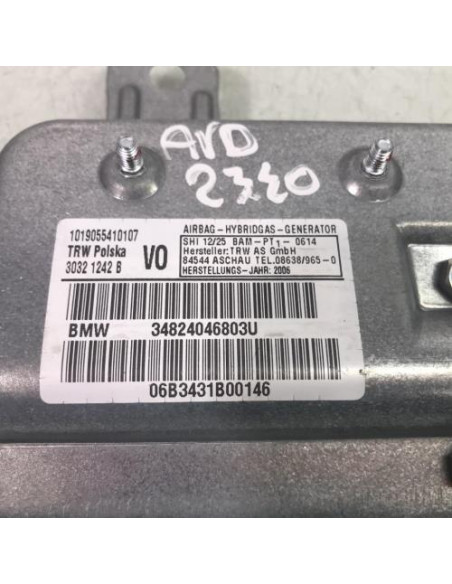 AVD
2340
1019055410107
TRW Polska
3032 1242 B
VO
AIRBAG-HYBRIDGAS-GENERATOR
SHI 12/25 BAM-PT1- 0614
Hersteller:TRW AS GmbH
84544 ASCHAU TEL.08638/965-0
HERSTELLUNGS-JAHR:2006
BMW 34824046803U
06B3431B00146